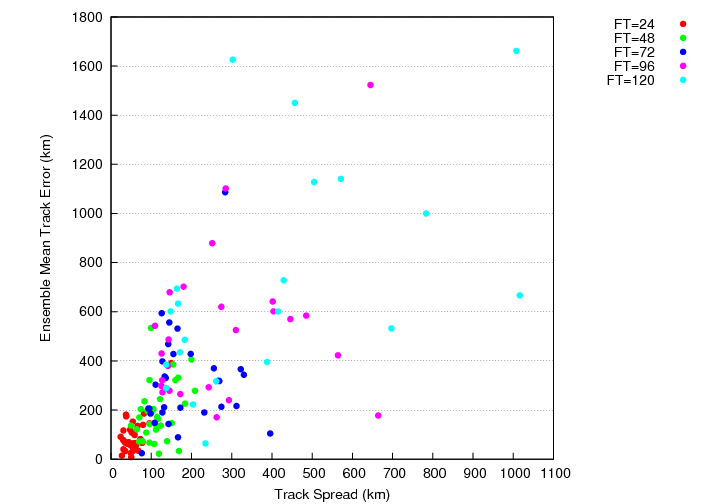 1800
1600
1400
1200
1000
800
600
400
200
0
Ensemble Mean Track Error (km)
0 100 200 300 400 500 600 700 800 900 1000 1100
Track Spread (km)
FT=24
FT=48
FT=72
FT=96
FT=120